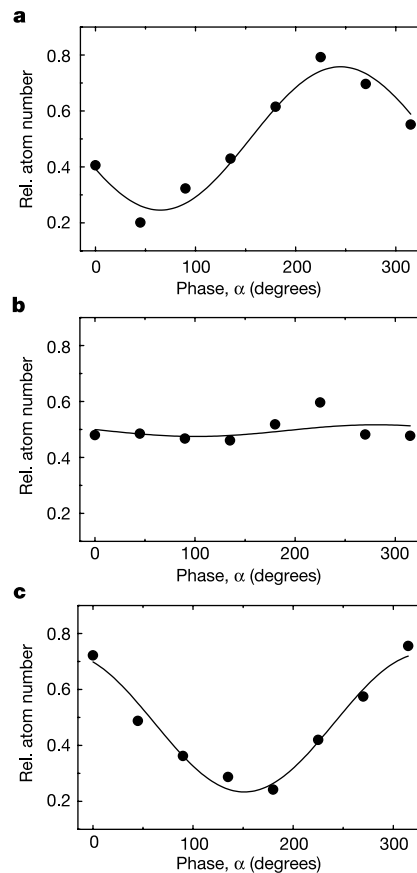 a
0.8
0.6
0.4
0.2
Rel. atom number
0 100 200 300
Phase, α (degrees)
b
0.8
0.6
0.4
0.2
Rel. atom number
0 100 200 300
Phase, α (degrees)
c
0.8
0.6
0.4
0.2
Rel. atom number
0 100 200 300
Phase, α (degrees)